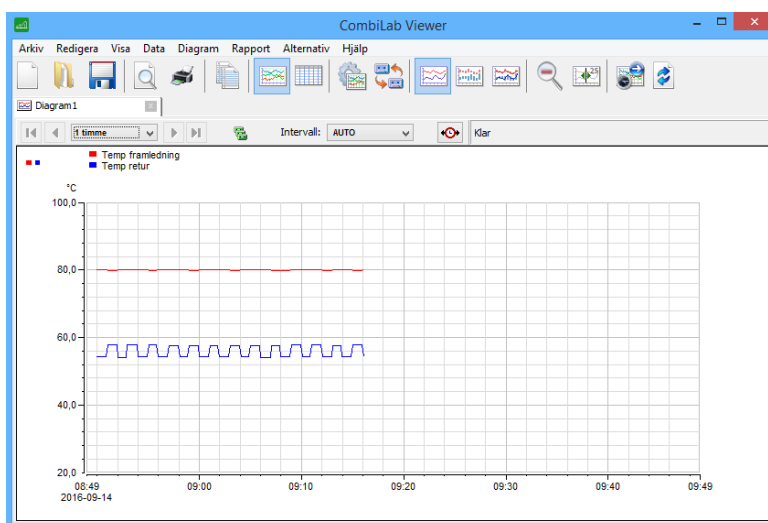 CombiLab Viewer
Arkiv Redigera Visa Data Diagram Rapport Alternativ Hjälp
25
Diagram1
1 timme
Intervall: AUTO
Klar
Temp framledning
Temp retur
°C
100,0
80,0
60,0
40,0
20,0
08:49 09:00 09:10 09:20 09:30 09:40 09:49
2016-09-14